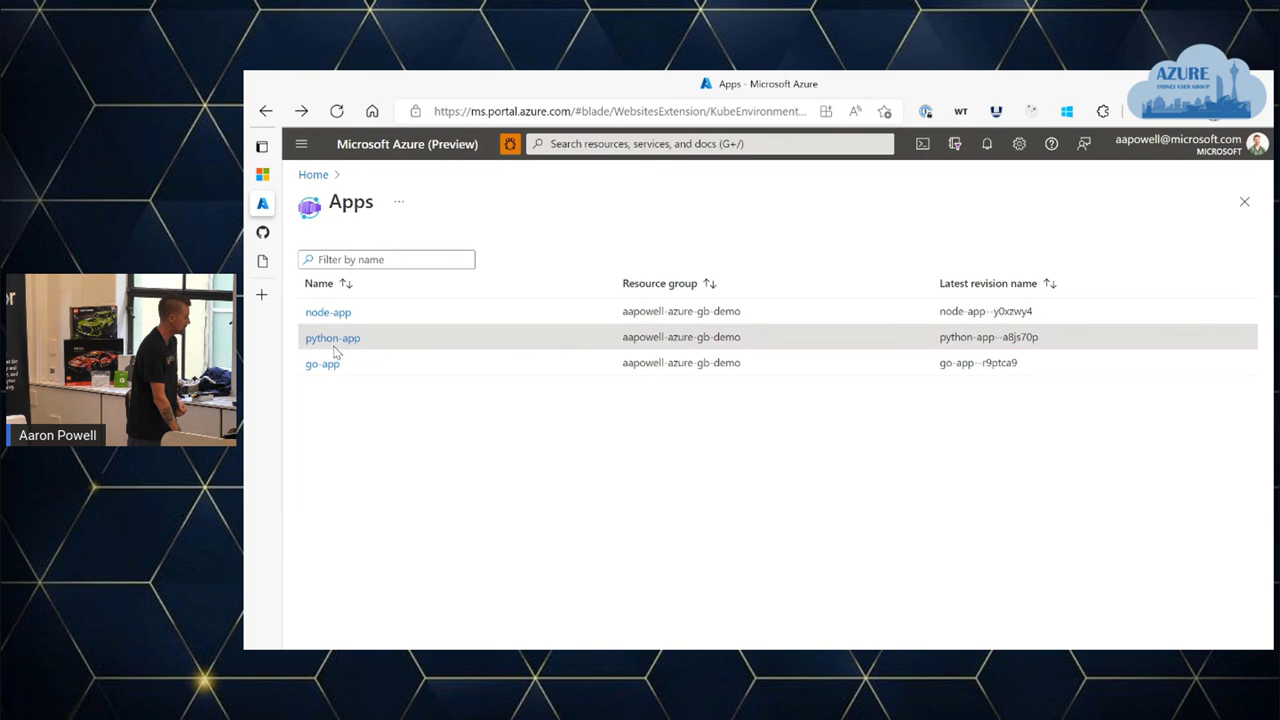 AZURE
SYDNEY USER GROUP
Apps - Microsoft Azure
https://ms.portal.azure.com/#blade/WebsitesExtension/KubeEnvironment...
WT
Microsoft Azure (Preview)
Search resources, services, and docs (G+/)
aapowell@microsoft.com
MICROSOFT
Home
Apps
...
Filter by name
Name
Resource group
Latest revision name
node-app
aapowell-azure-gb-demo
node-app--y0xzwy4
python-app
aapowell-azure-gb-demo
python-app--a8js70p
go-app
aapowell-azure-gb-demo
go-app--r9ptca9
Aaron Powell